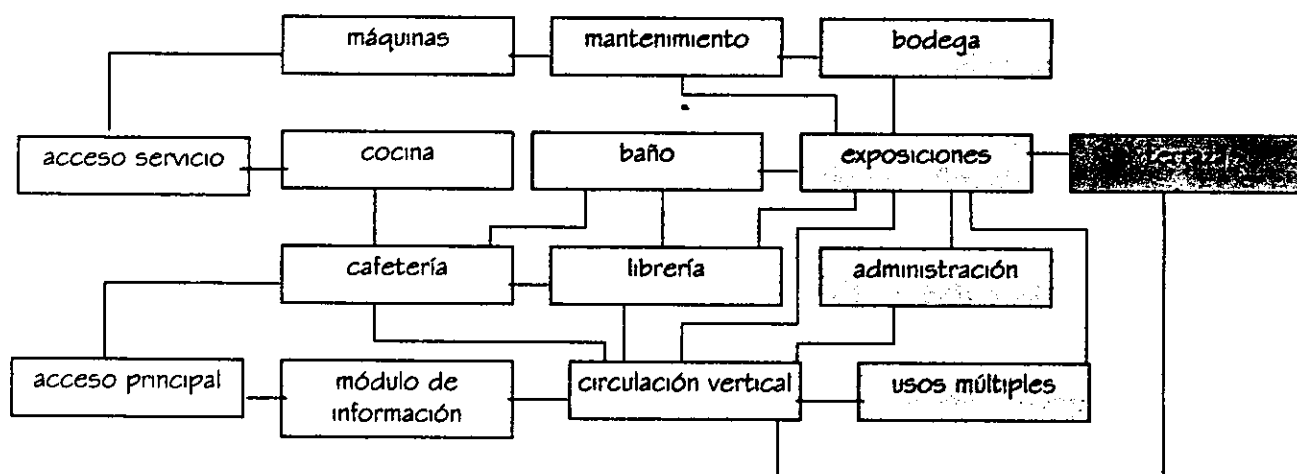 máquinas
mantenimiento
bodega
acceso servicio
cocina
baño
exposiciones
terraza
cafetería
librería
administración
acceso principal
módulo de
información
circulación vertical
usos múltiples